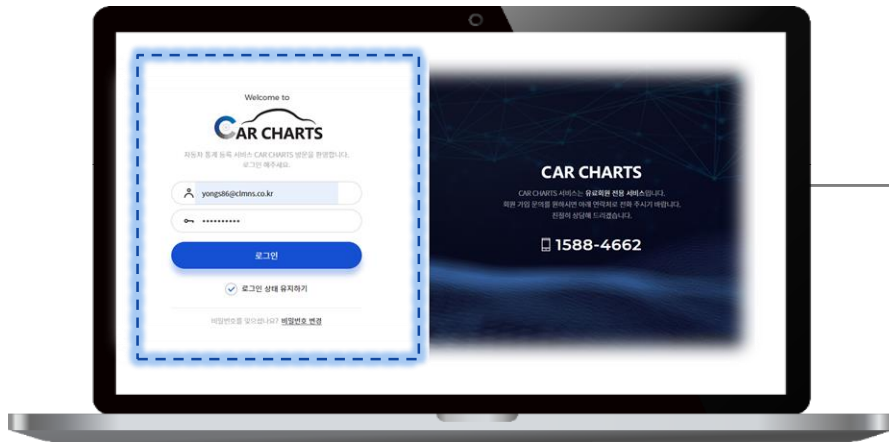 Welcome to
CAR CHARTS
자동차 통계 등록 서비스 CAR CHARTS 방문을 환영합니다.
로그인 해주세요.
yongs86@clmns.co.kr
••••••••••
로그인
로그인 상태 유지하기
비밀번호를 잊으셨나요? 비밀번호 변경
CAR CHARTS
CAR CHARTS 서비스는 유료회원 전용 서비스입니다.
회원 가입 문의를 원하시면 아래 연락처로 전화 주시기 바랍니다.
친절히 상담해 드리겠습니다.
1588-4662